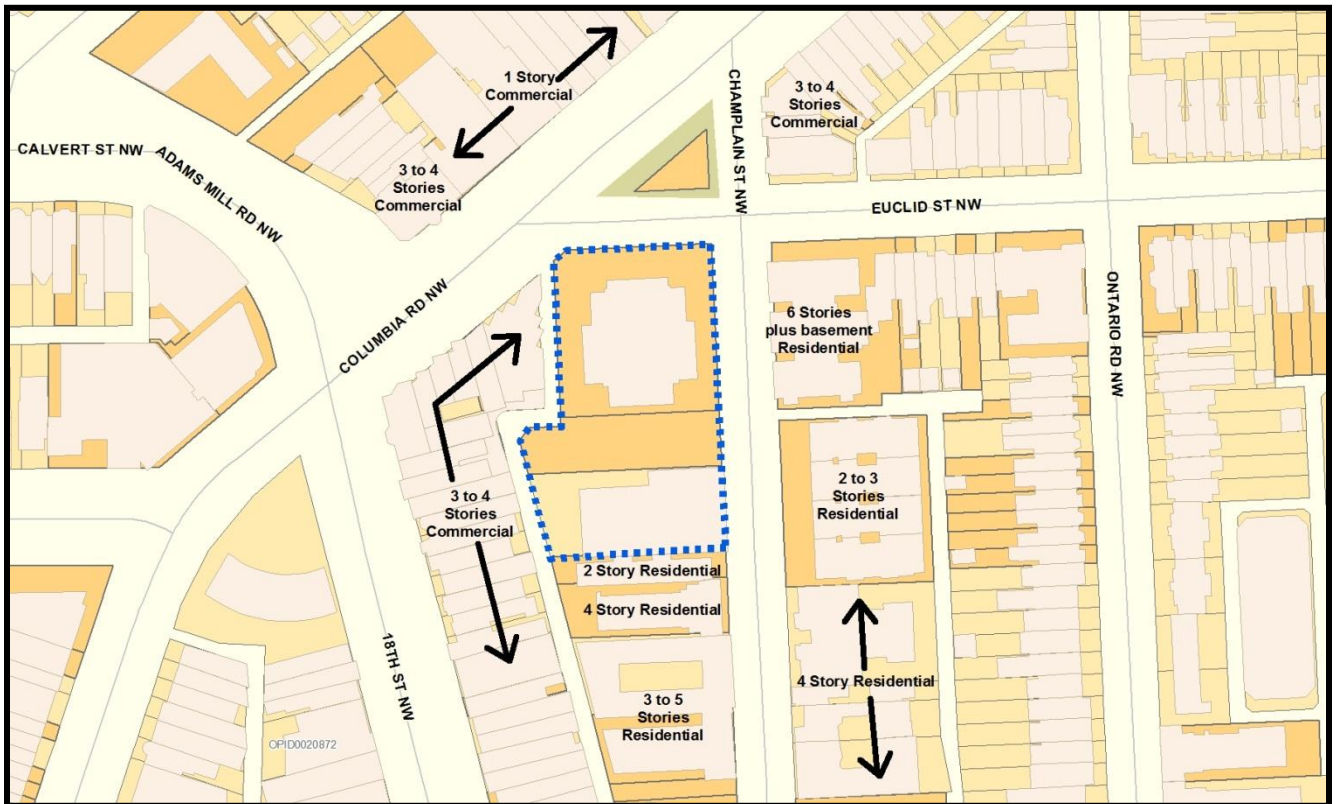 1 Story
Commercial
3 to 4
Stories
Commercial
CHAMPLAIN ST NW
3 to 4
Stories
Commercial
CALVERT ST NW
ADAMS MILL RD NW
EUCLID ST NW
COLUMBIA RD NW
6 Stories
plus basement
Residential
ONTARIO RD NW
3 to 4
Stories
Commercial
2 to 3
Stories
Residential
2 Story Residential
4 Story Residential
18TH ST NW
3 to 5
Stories
Residential
4 Story Residential
OPID0020872